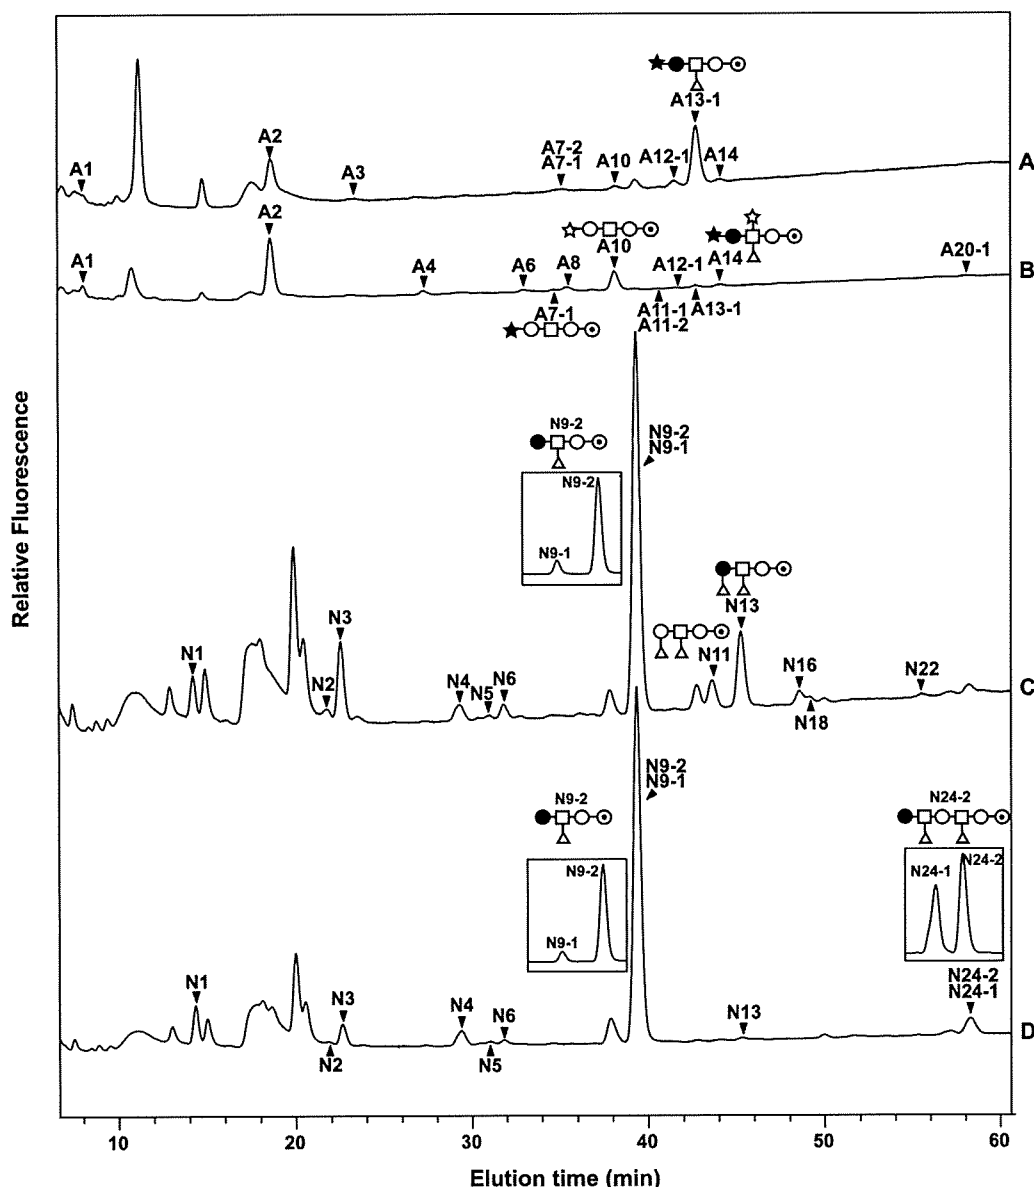 A13-1
A2
A7-2
A1
A3
A7-1
A10
A12-1
A14
A
A2
A10
A1
A4
A6
A8
A12-1
A14
A20-1
B
A7-1
A11-1
A13-1
A11-2
Relative Fluorescence
N9-2
N9-2
N9-1
N9-2
N9-1
N13
N3
N1
N11
N2
N4
N5
N6
N16
N22
C
N18
N9-2
N9-1
N9-2
N24-2
N9-2
N24-1
N24-2
N9-1
N1
N3
N4
N6
N13
N24-2
N24-1
D
N2
N5
10
20
30
40
50
60
Elution time (min)